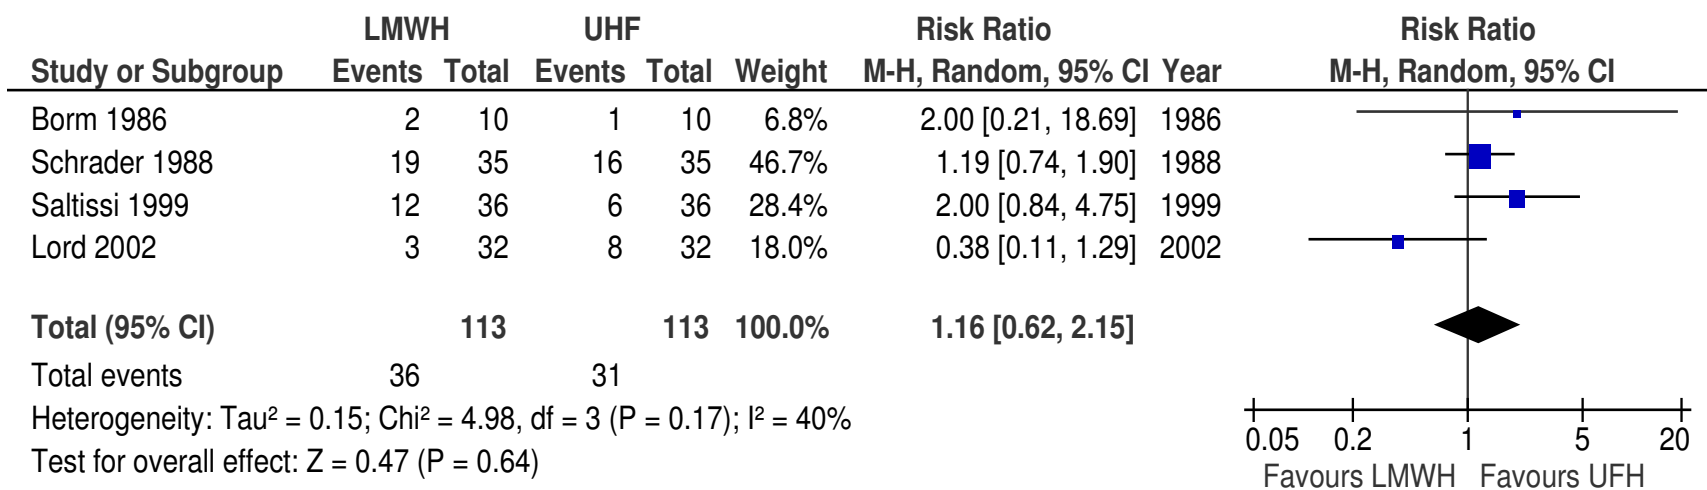 LMWH UHF Risk Ratio Risk Ratio
Study or Subgroup Events Total Events Total Weight M-H, Random, 95% CI Year M-H, Random, 95% CI
Borm 1986 2 10 1 10 6.8% 2.00 [0.21, 18.69] 1986
Schrader 1988 19 35 16 35 46.7% 1.19 [0.74, 1.90] 1988
Saltissi 1999 12 36 6 36 28.4% 2.00 [0.84, 4.75] 1999
Lord 2002 3 32 8 32 18.0% 0.38 [0.11, 1.29] 2002
Total (95% CI) 113 113 100.0% 1.16 [0.62, 2.15]
Total events 36 31
Heterogeneity: Tau² = 0.15; Chi² = 4.98, df = 3 (P = 0.17); I² = 40%
Test for overall effect: Z = 0.47 (P = 0.64)
0.05 0.2 1 5 20
Favours LMWH Favours UFH